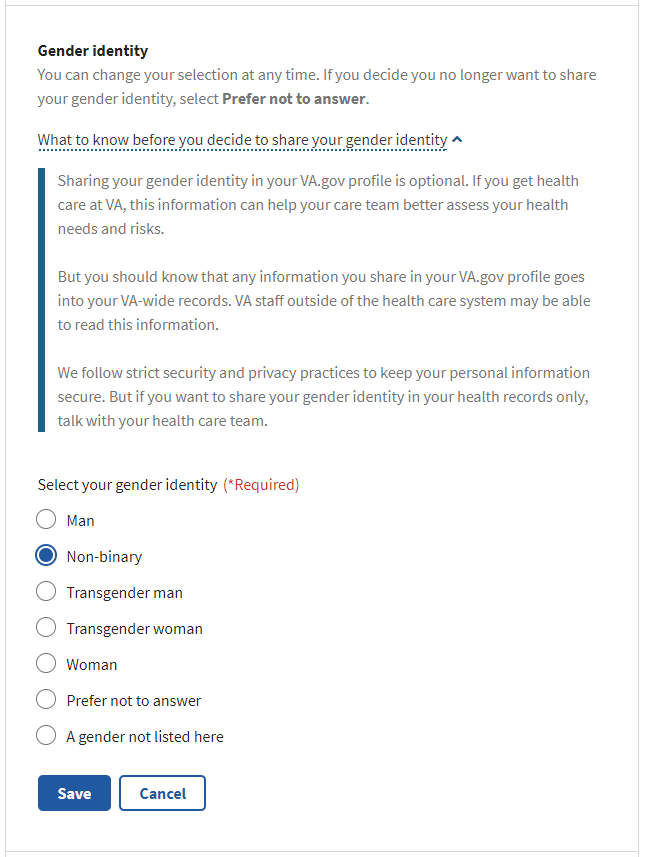 Gender identity
You can change your selection at any time. If you decide you no longer want to share
your gender identity, select Prefer not to answer.
What to know before you decide to share your gender identity
Sharing your gender identity in your VA.gov profile is optional. If you get health
care at VA, this information can help your care team better assess your health
needs and risks.
But you should know that any information you share in your VA.gov profile goes
into your VA-wide records. VA staff outside of the health care system may be able
to read this information.
We follow strict security and privacy practices to keep your personal information
secure. But if you want to share your gender identity in your health records only,
talk with your health care team.
Select your gender identity (*Required)
Man
Non-binary
Transgender man
Transgender woman
Woman
Prefer not to answer
A gender not listed here
Save Cancel